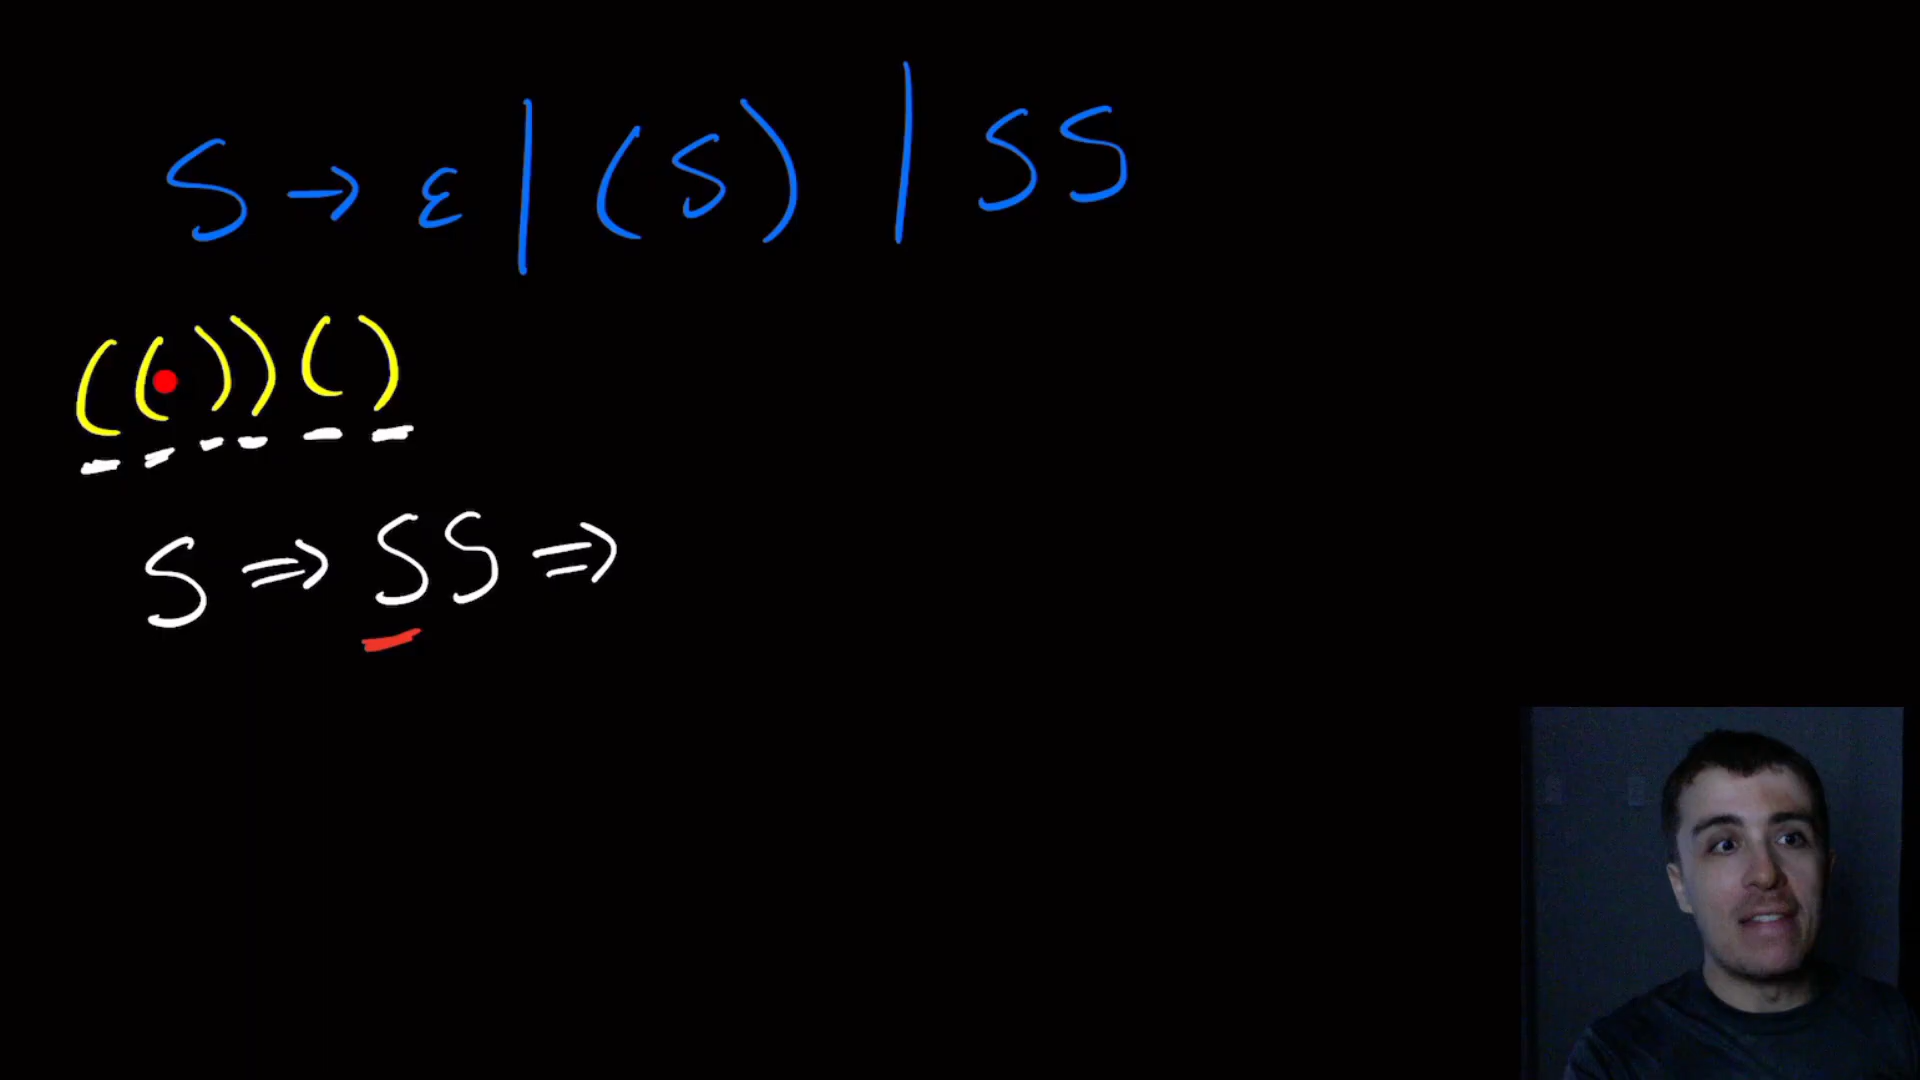 S → ε | (S) | SS
(())()
S ⇒ SS ⇒